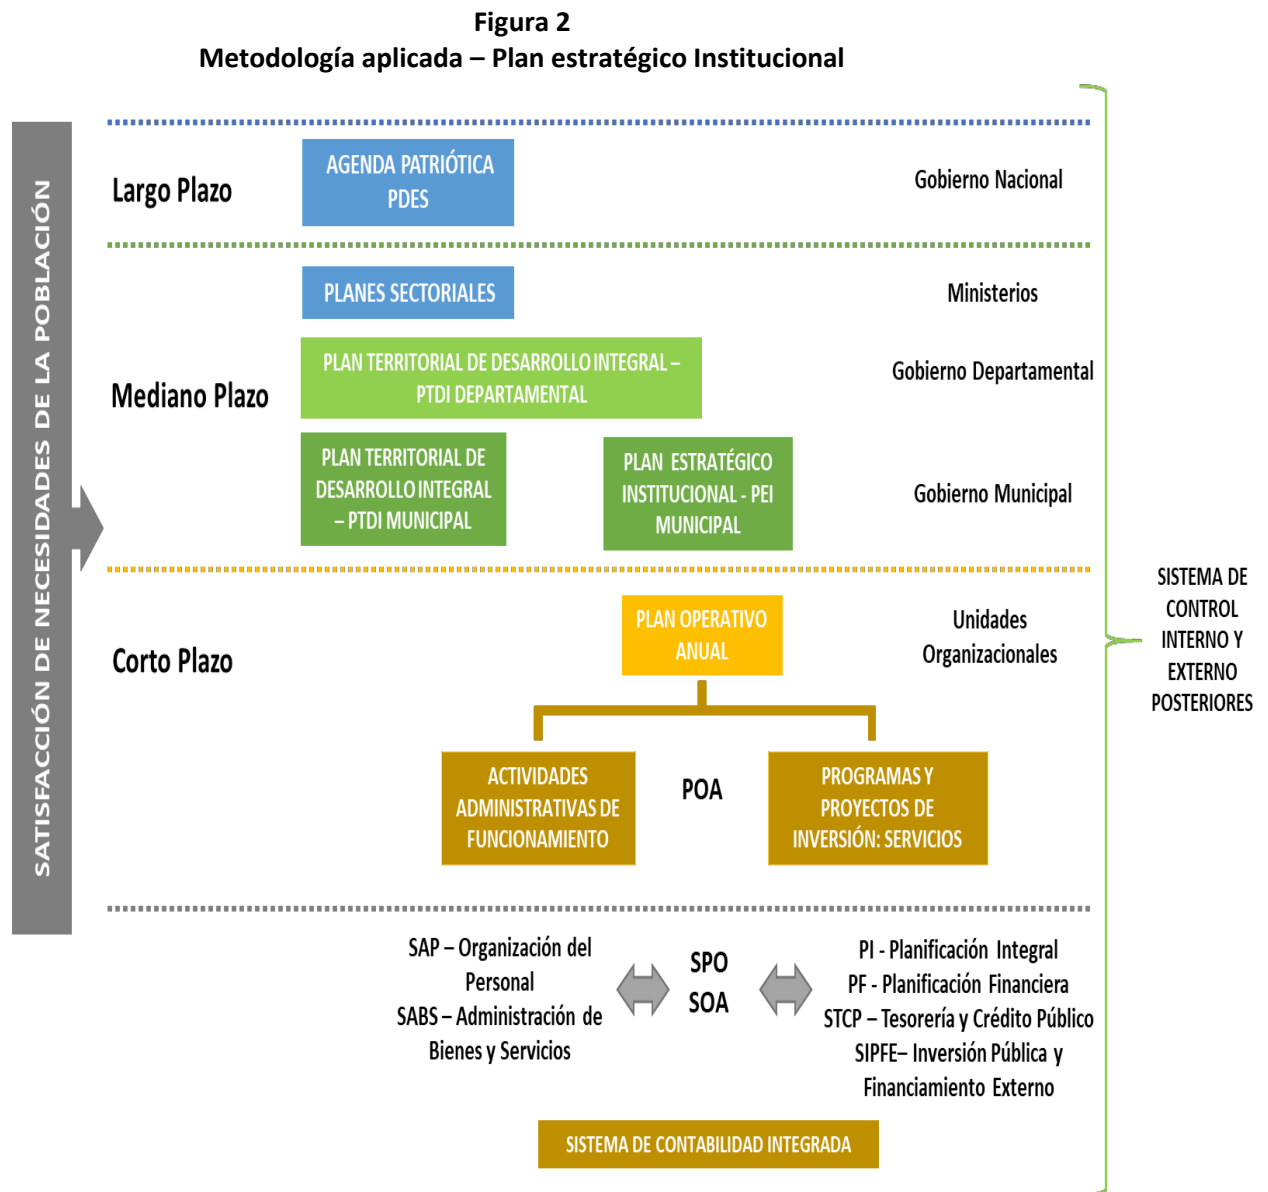 Figura 2
Metodología aplicada – Plan estratégico Institucional
SATISFACCIÓN DE NECESIDADES DE LA POBLACIÓN
Largo Plazo
AGENDA PATRIÓTICA
PDES
Gobierno Nacional
Mediano Plazo
PLANES SECTORIALES
Ministerios
PLAN TERRITORIAL DE DESARROLLO INTEGRAL –
PTDI DEPARTAMENTAL
Gobierno Departamental
PLAN TERRITORIAL DE
DESARROLLO INTEGRAL
– PTDI MUNICIPAL
PLAN ESTRATÉGICO
INSTITUCIONAL - PEI
MUNICIPAL
Gobierno Municipal
Corto Plazo
PLAN OPERATIVO
ANUAL
Unidades
Organizacionales
ACTIVIDADES
ADMINISTRATIVAS DE
FUNCIONAMIENTO
POA
PROGRAMAS Y
PROYECTOS DE
INVERSIÓN: SERVICIOS
SISTEMA DE
CONTROL
INTERNO Y
EXTERNO
POSTERIORES
SAP – Organización del
Personal
SABS – Administración de
Bienes y Servicios
SPO
SOA
PI - Planificación Integral
PF - Planificación Financiera
STCP – Tesorería y Crédito Público
SIPFE– Inversión Pública y
Financiamiento Externo
SISTEMA DE CONTABILIDAD INTEGRADA